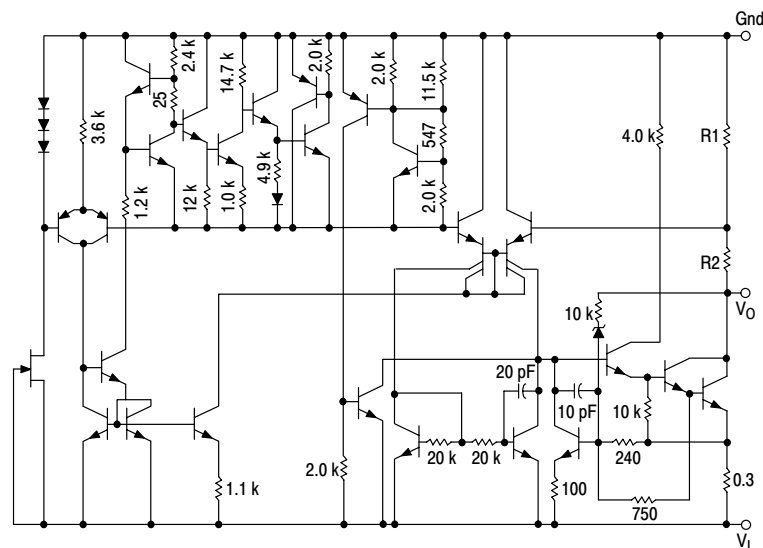 Gnd
2.4 k
25
3.6 k
14.7 k
2.0 k
2.0 k
11.5 k
547
2.0 k
4.0 k
R1
1.2 k
12 k
1.0 k
4.9 k
R2
10 k
VO
20 pF
10 pF
10 k
20 k
20 k
240
0.3
1.1 k
2.0 k
100
750
VI